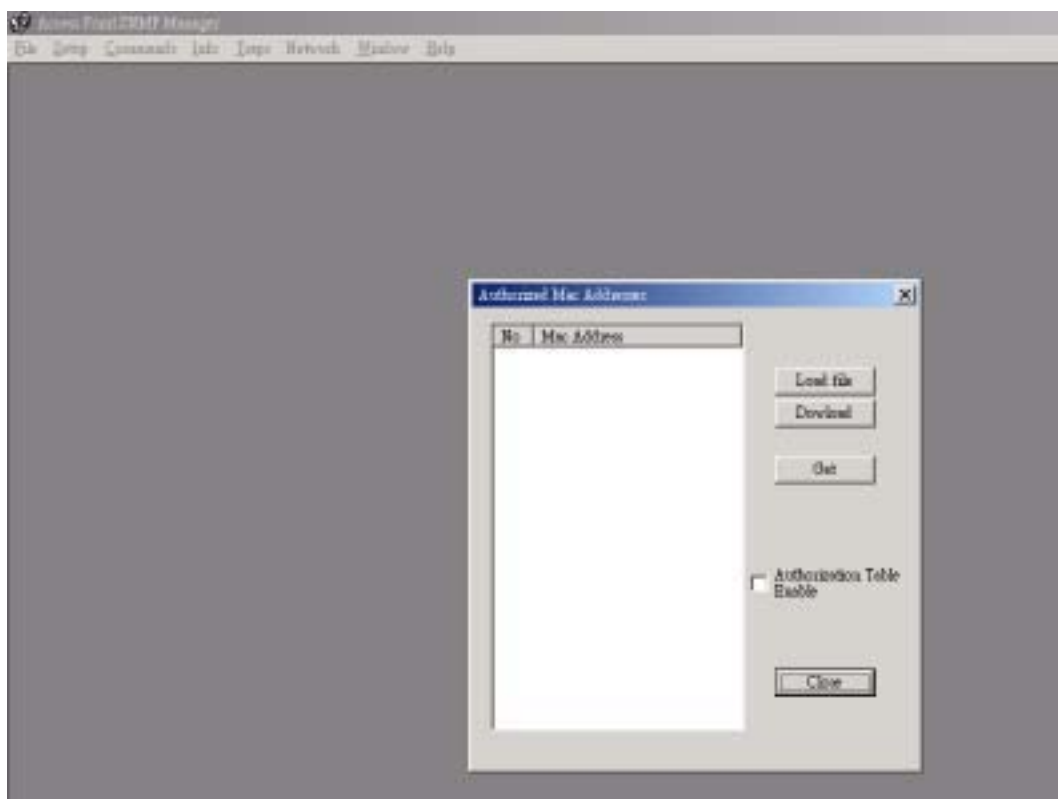 Access Point SNMP Manager
File Setup Commands Info Traps Network Window Help
Authorized Mac Addresses
No Mac Address
Load file
Dowload
Get
Authorization Table
Enable
Close